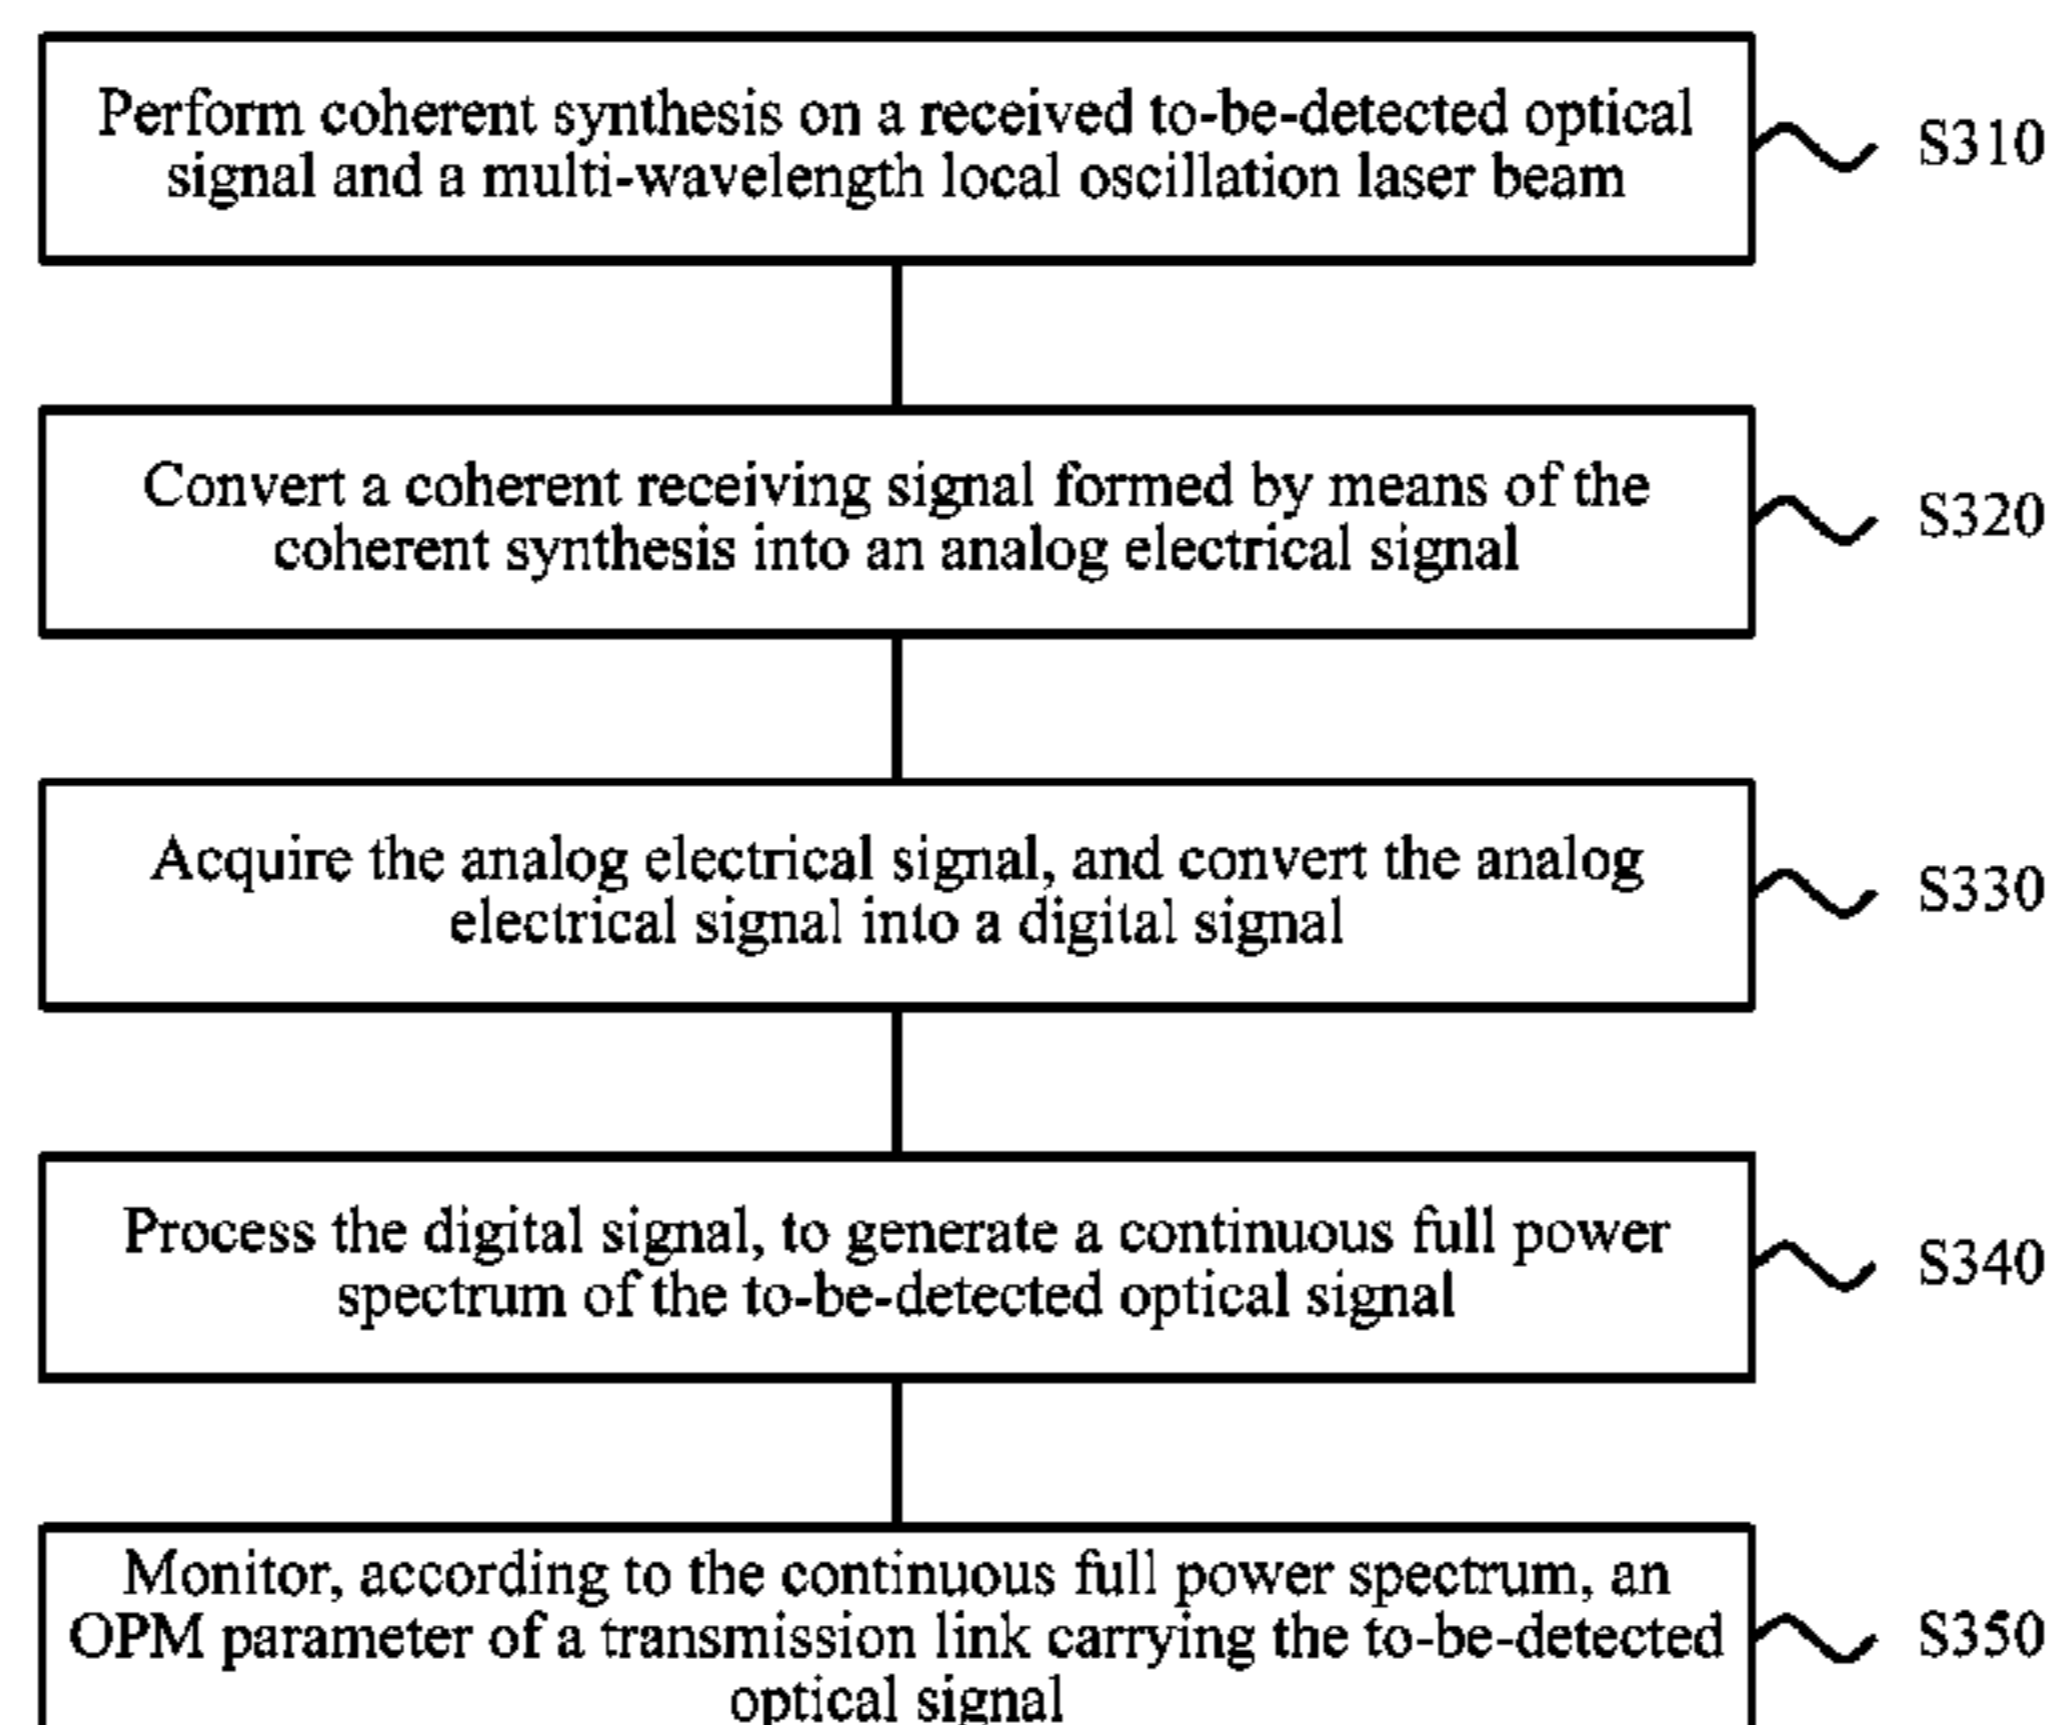 Perform coherent synthesis on a received to-be-detected optical
signal and a multi-wavelength local oscillation laser beam
S310
Convert a coherent receiving signal formed by means of the
coherent synthesis into an analog electrical signal
S320
Acquire the analog electrical signal, and convert the analog
electrical signal into a digital signal
S330
Process the digital signal, to generate a continuous full power
spectrum of the to-be-detected optical signal
S340
Monitor, according to the continuous full power spectrum, an
OPM parameter of a transmission link carrying the to-be-detected
optical signal
S350